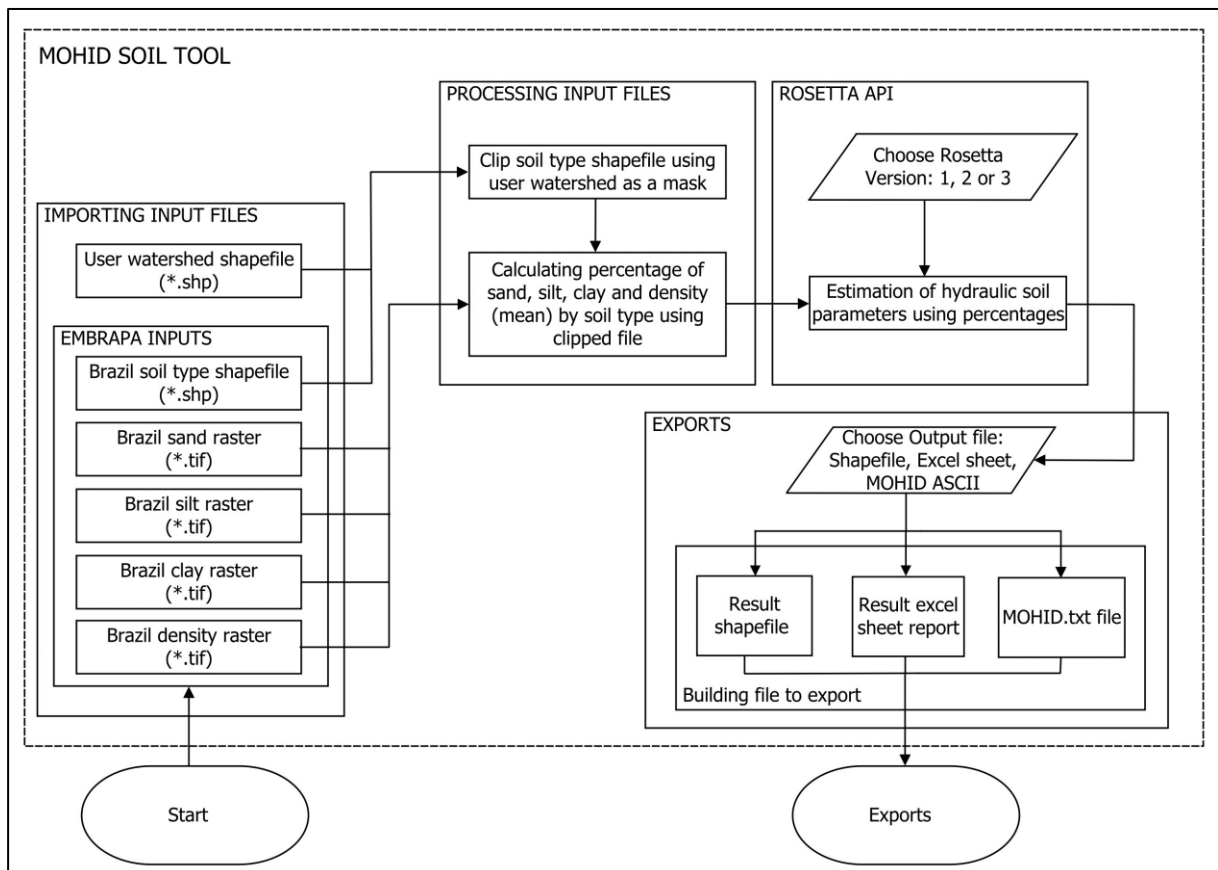 MOHID SOIL TOOL
IMPORTING INPUT FILES
User watershed shapefile
(*.shp)
EMBRAPA INPUTS
Brazil soil type shapefile
(*.shp)
Brazil sand raster
(*.tif)
Brazil silt raster
(*.tif)
Brazil clay raster
(*.tif)
Brazil density raster
(*.tif)
Start
PROCESSING INPUT FILES
Clip soil type shapefile using
user watershed as a mask
Calculating percentage of
sand, silt, clay and density
(mean) by soil type using
clipped file
ROSETTA API
Choose Rosetta
Version: 1, 2 or 3
Estimation of hydraulic soil
parameters using percentages
EXPORTS
Choose Output file:
Shapefile, Excel sheet,
MOHID ASCII
Result
shapefile
Result excel
sheet report
MOHID.txt file
Building file to export
Exports